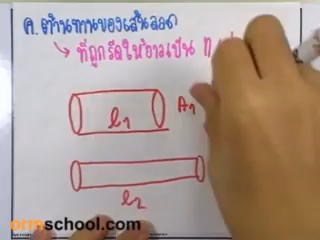 ค. ต้านทานของเส้นลวด
ที่ถูกรีดให้ยาวเป็น n
l1
A1
l2
ormschool.com